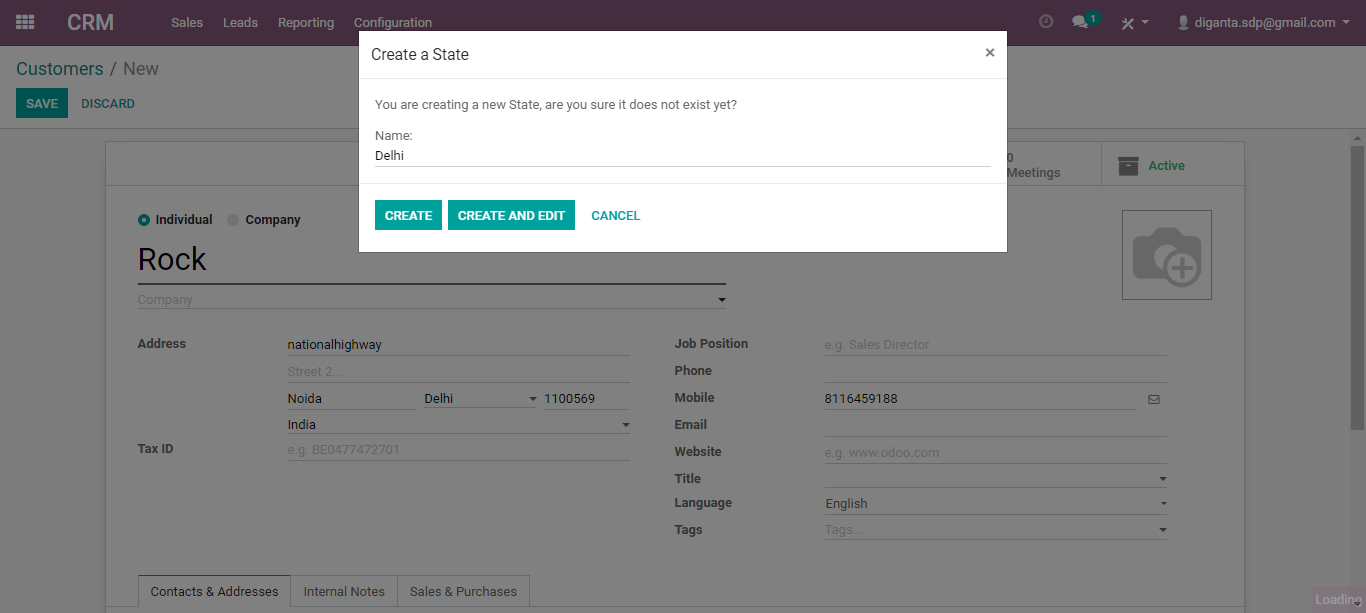 CRM Sales Leads Reporting Configuration 1 diganta.sdp@gmail.com
Create a State ×
Customers / New
SAVE DISCARD
You are creating a new State, are you sure it does not exist yet?
Name:
Delhi
CREATE CREATE AND EDIT CANCEL
0
Meetings
Active
Individual Company
Rock
Company
Address nationalhighway
Street 2...
Noida Delhi 1100569
India
Tax ID e.g. BE0477472701
Job Position e.g. Sales Director
Phone
Mobile 8116459188
Email
Website e.g. www.odoo.com
Title
Language English
Tags Tags...
Contacts & Addresses Internal Notes Sales & Purchases
Loading